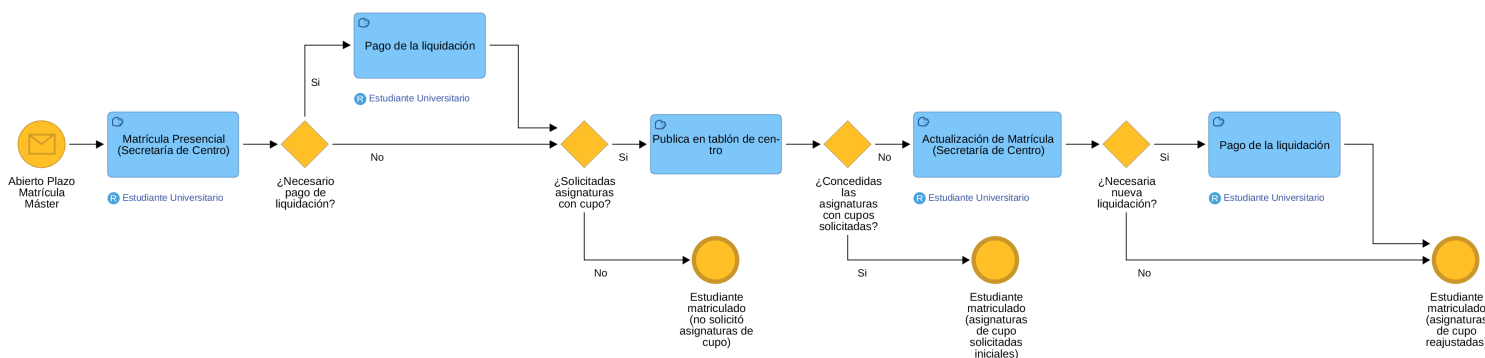 Pago de la liquidación
Si
R Estudiante Universitario
Matrícula Presencial
(Secretaría de Centro)
Publica en tablón de cen-
tro
Actualización de Matrícula
(Secretaría de Centro)
Pago de la liquidación
No
Si
No
Si
Abierto Plazo
Matrícula
Máster
R Estudiante Universitario
¿Necesario
pago de
liquidación?
¿Solicitadas
asignaturas
con cupo?
¿Concedidas
las
asignaturas
con cupos
solicitadas?
R Estudiante Universitario
¿Necesaria
nueva
liquidación?
R Estudiante Universitario
No
Si
No
Estudiante
matriculado
(no solicitó
asignaturas de
cupo)
Estudiante
matriculado
(asignaturas
de cupo
solicitadas
iniciales)
Estudiante
matriculado
(asignaturas
de cupo
reajustadas)